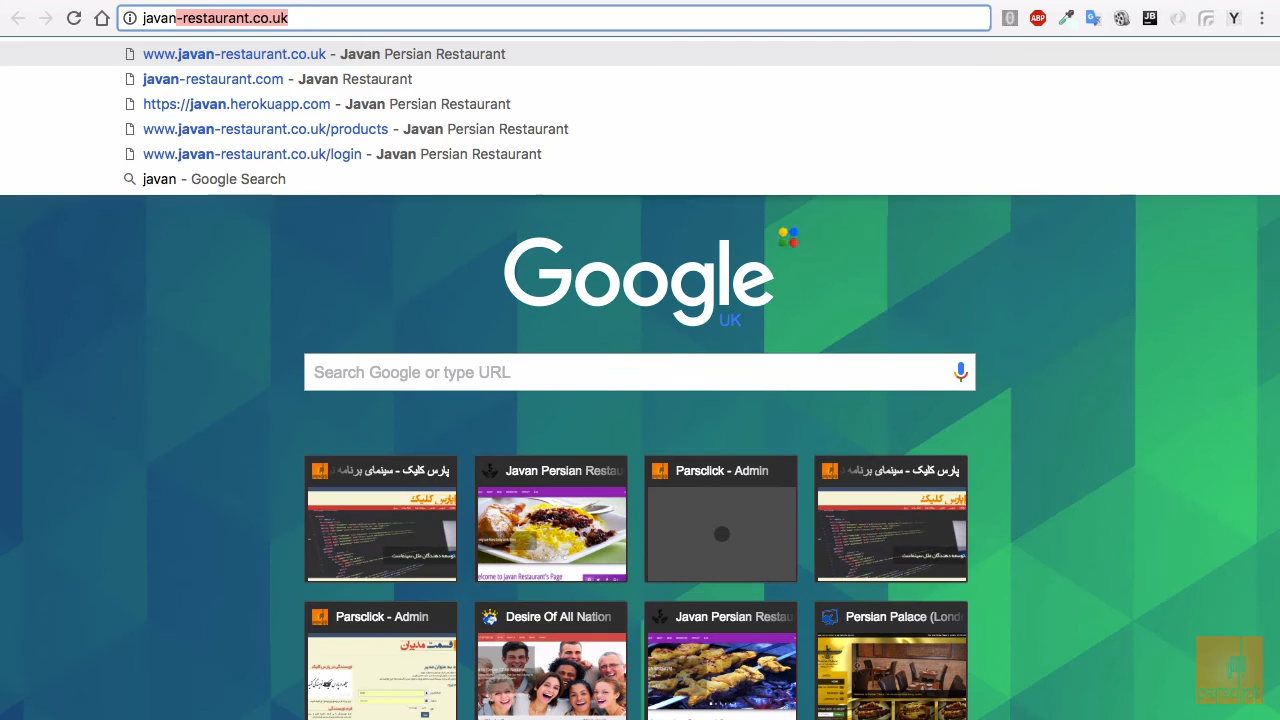 javan-restaurant.co.uk
ABP
JB
Y
www.javan-restaurant.co.uk - Javan Persian Restaurant
javan-restaurant.com - Javan Restaurant
https://javan.herokuapp.com - Javan Persian Restaurant
www.javan-restaurant.co.uk/products - Javan Persian Restaurant
www.javan-restaurant.co.uk/login - Javan Persian Restaurant
javan - Google Search
Google
UK
Search Google or type URL
پارس کلیک - سینمای برنامه
Javan Persian Restau
Parsclick - Admin
پارس کلیک - سینمای برنامه
پارس کلیک
elcome to Javan Restaurant's Page
پارس کلیک
Parsclick - Admin
Desire Of All Nation
Javan Persian Restau
Persian Palace (Lond
قسمت مدیران